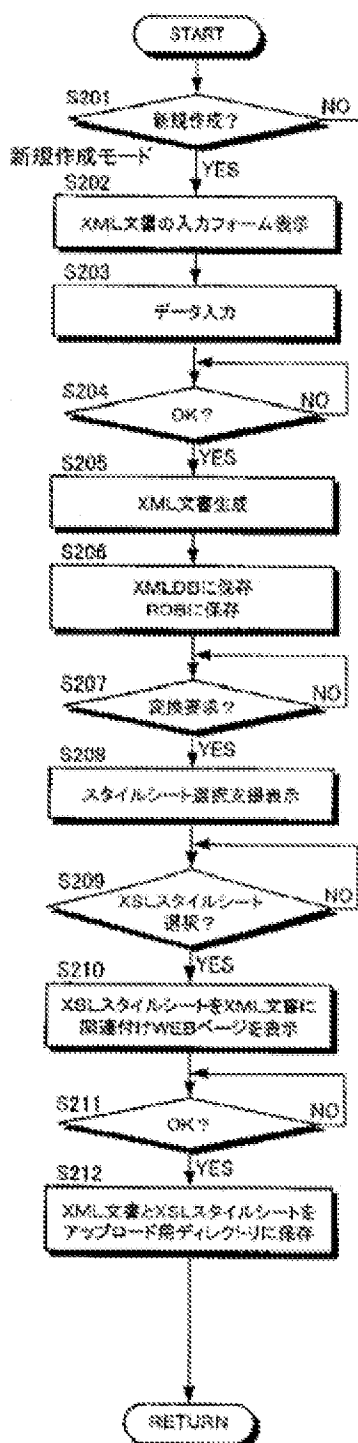 START
S201
新規作成？
NO
新規作成モード
YES
S202
XML文書の入力フォーム表示
S203
データ入力
S204
OK？
NO
YES
S205
XML文書生成
S206
XMLDBに保存
RDBに保存
S207
変換要求？
NO
YES
S208
スタイルシート選択支援表示
S209
XSLスタイルシート
選択？
NO
YES
S210
XSLスタイルシートをXML文書に
関連付けWEBページを表示
S211
OK？
NO
YES
S212
XML文書とXSLスタイルシートを
アップロード用ディレクトリに保存
RETURN